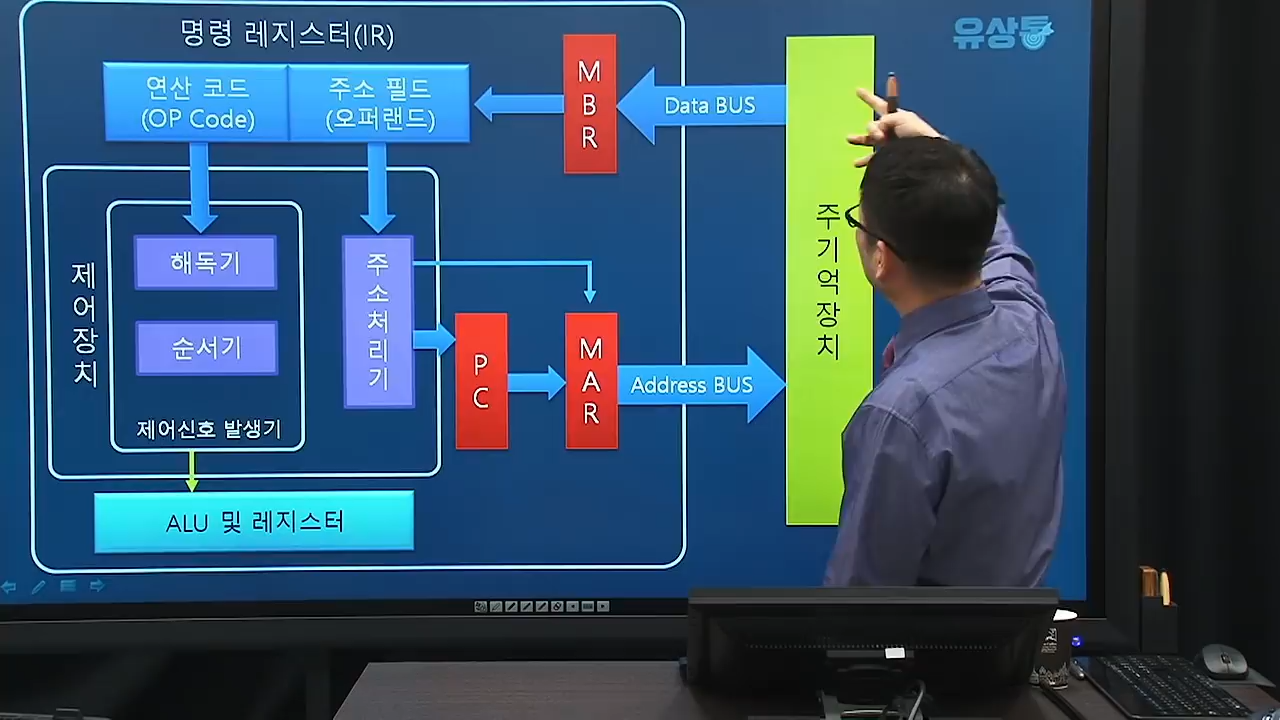 명령 레지스터(IR)
유상통
연산 코드
(OP Code)
주소 필드
(오퍼랜드)
MBR
Data BUS
제어장치
해독기
순서기
제어신호 발생기
주소처리기
PC
MAR
Address BUS
주기억장치
ALU 및 레지스터